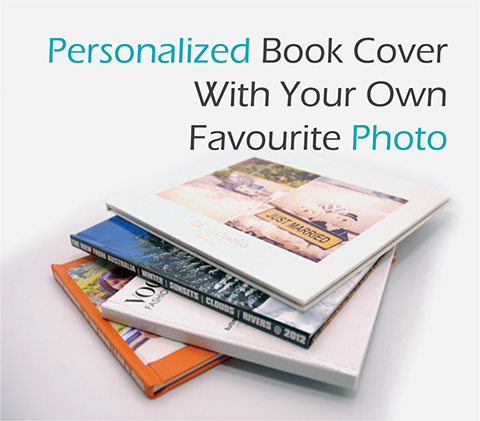 Personalized Book Cover
With Your Own
Favourite Photo
JUST MARRIED
THE VIEW FROM AUSTRALIA | WINTER | SUNSETS | CLOUDS | RIVERS @ 2012